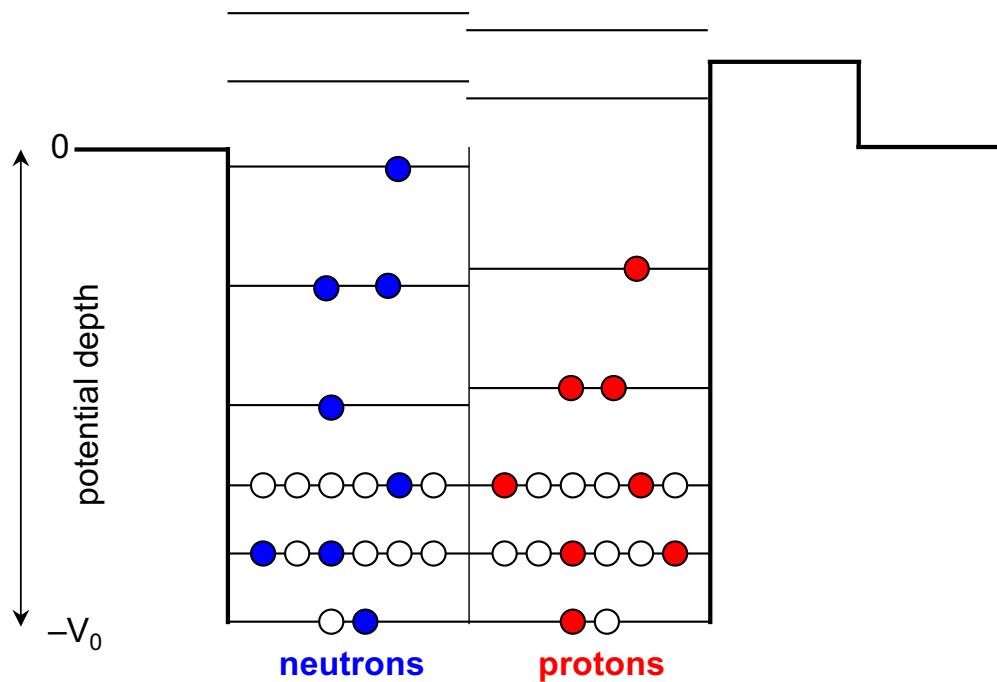 0
potential depth
–V₀
neutrons
protons